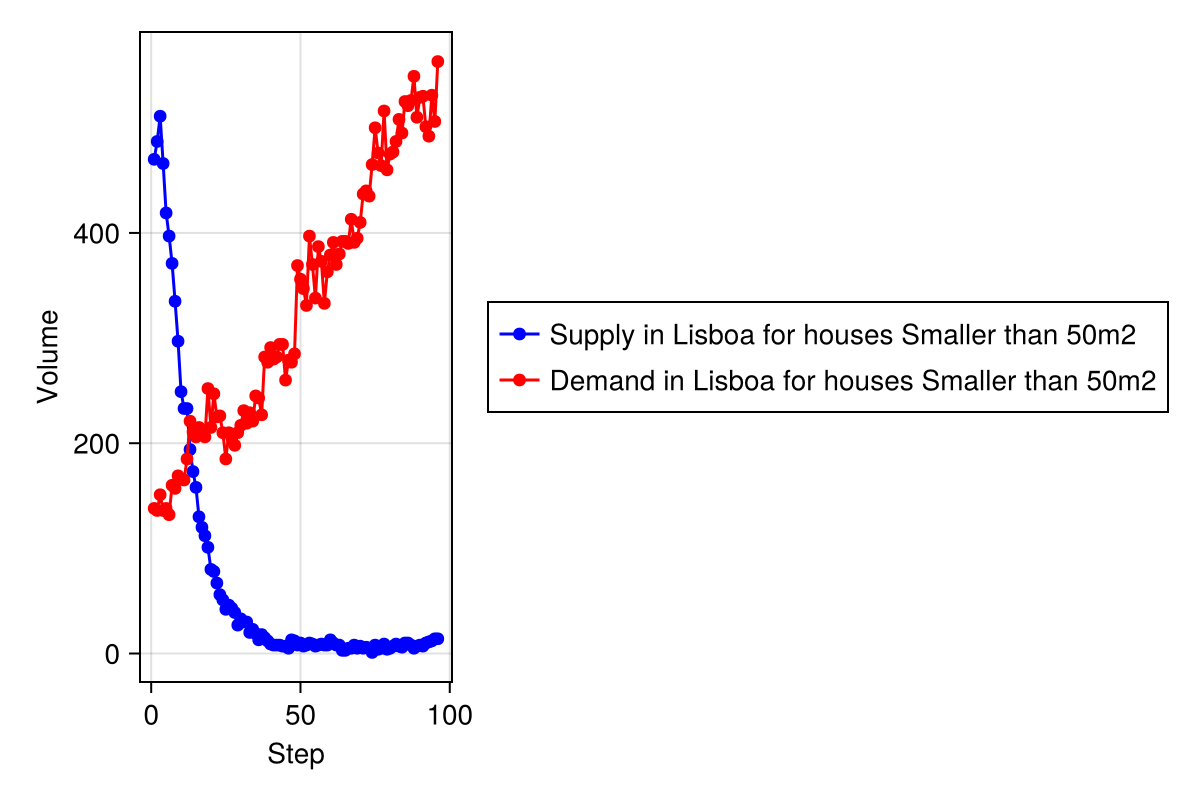 Volume
400
200
0
0 50 100
Step
Supply in Lisboa for houses Smaller than 50m2
Demand in Lisboa for houses Smaller than 50m2